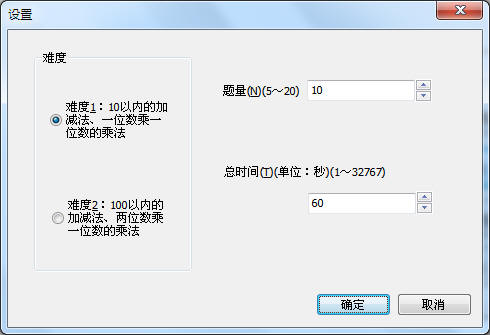 设置
难度
难度1：10以内的加
减法、一位数乘一
位数的乘法
难度2：100以内的
加减法、两位数乘
一位数的乘法
题量(N)(5～20) 10
总时间(T)(单位：秒)(1～32767)
60
确定 取消